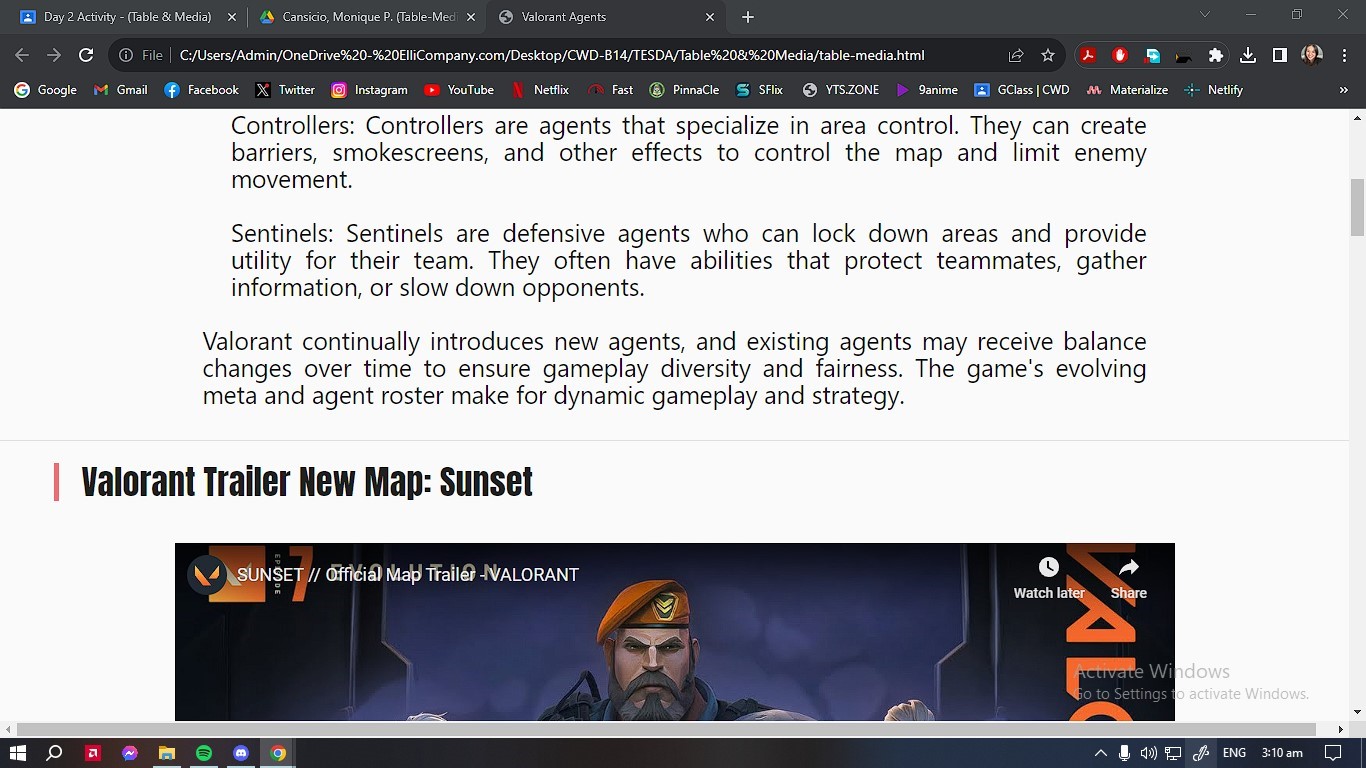 Day 2 Activity - (Table & Media)
Cansicio, Monique P. (Table-Med
Valorant Agents
File
C:/Users/Admin/OneDrive%20-%20ElliCompany.com/Desktop/CWD-B14/TESDA/Table%20&%20Media/table-media.html
Google
Gmail
Facebook
Twitter
Instagram
YouTube
Netflix
Fast
PinnaCle
SFlix
YTS.ZONE
9anime
GClass | CWD
Materialize
Netlify
»
Controllers: Controllers are agents that specialize in area control. They can create
barriers, smokescreens, and other effects to control the map and limit enemy
movement.
Sentinels: Sentinels are defensive agents who can lock down areas and provide
utility for their team. They often have abilities that protect teammates, gather
information, or slow down opponents.
Valorant continually introduces new agents, and existing agents may receive balance
changes over time to ensure gameplay diversity and fairness. The game's evolving
meta and agent roster make for dynamic gameplay and strategy.
Valorant Trailer New Map: Sunset
EPISODE
7
EVOLUTION
SUNSET // Official Map Trailer - VALORANT
Watch later
Share
VALO
Activate Windows
Go to Settings to activate Windows.
ENG
3:10 am